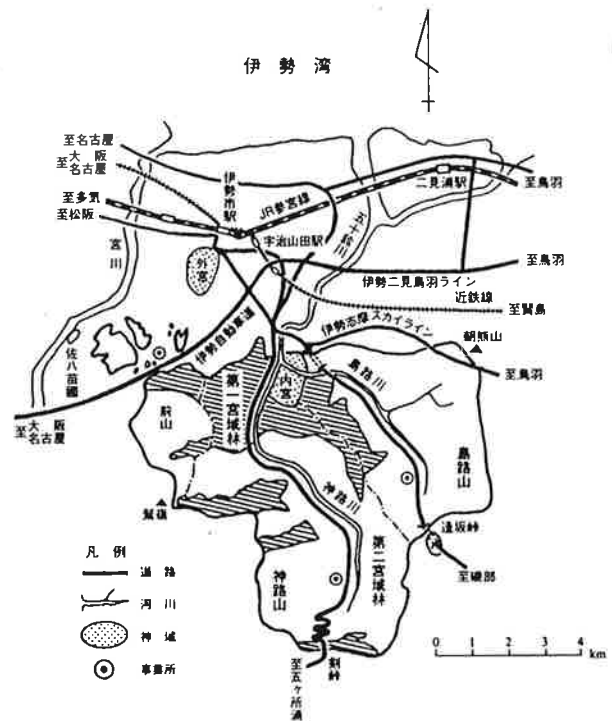 伊勢湾
至名古屋
至大阪
名古屋
伊勢市駅
至多気
至松阪
JR参宮線
二見浦駅
至鳥羽
宇治山田駅
五十鈴川
宮川
外宮
至鳥羽
伊勢二見鳥羽ライン
近鉄線
至賢島
伊勢自動車道
伊勢志摩スカイライン
朝熊山
佐八苗圃
至鳥羽
第一宮域林
内宮
島路川
前山
至大阪
名古屋
島路山
神路川
鷲嶺
逢坂峠
第二宮域林
至磯部
神路山
剣峠
至五ヶ所浦
凡例
道路
河川
神域
事務所
0 1 2 3 4
km